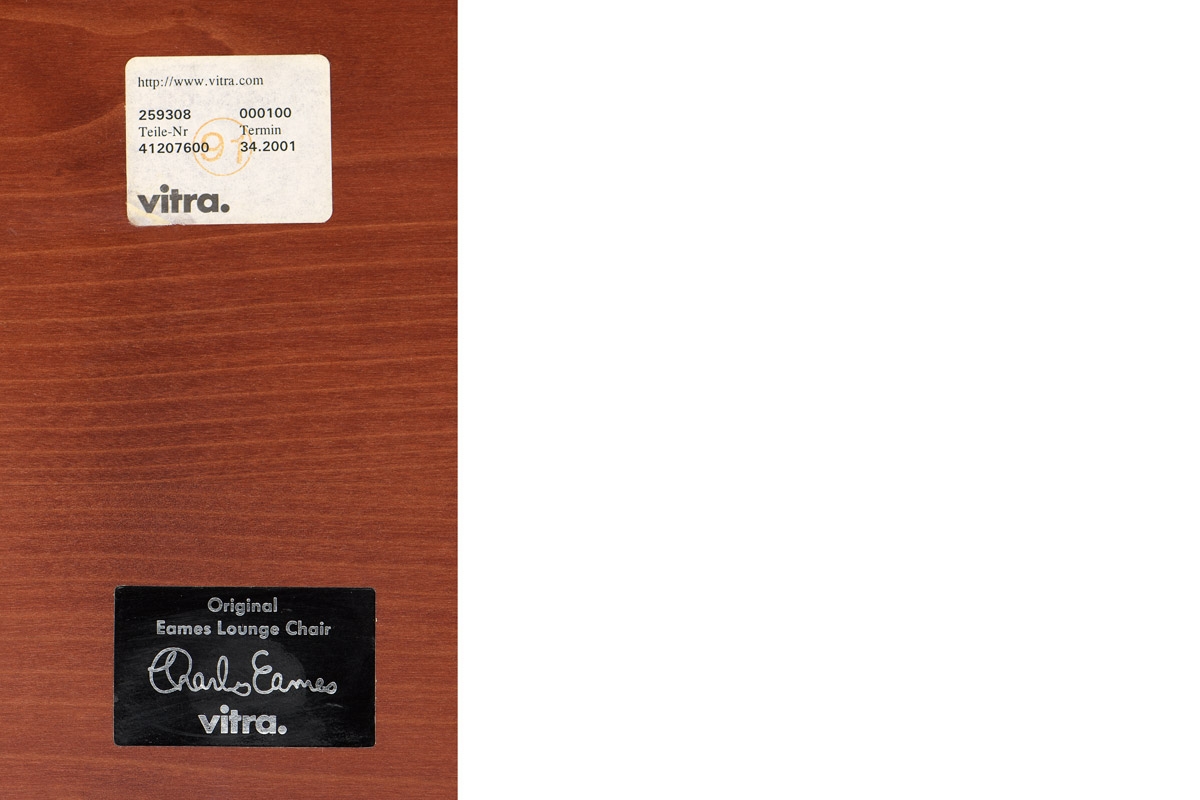 http://www.vitra.com
259308 000100
Teile-Nr Termin
41207600 34.2001
91
vitra.
Original
Eames Lounge Chair
Charles Eames
vitra.